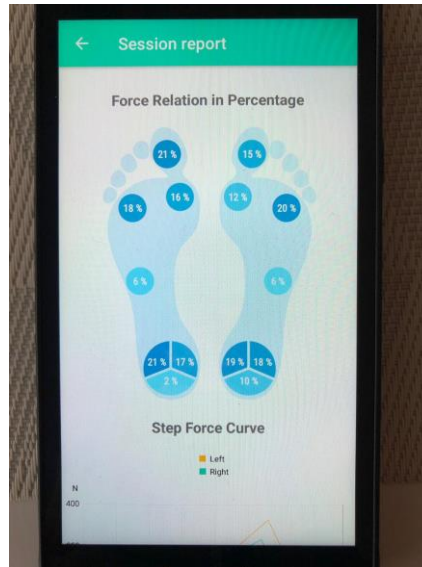 Session report
Force Relation in Percentage
21 % 15 %
18 % 16 % 12 % 20 %
6 % 6 %
21 % 17 % 19 % 18 %
2 % 10 %
Step Force Curve
Left
Right
N
400